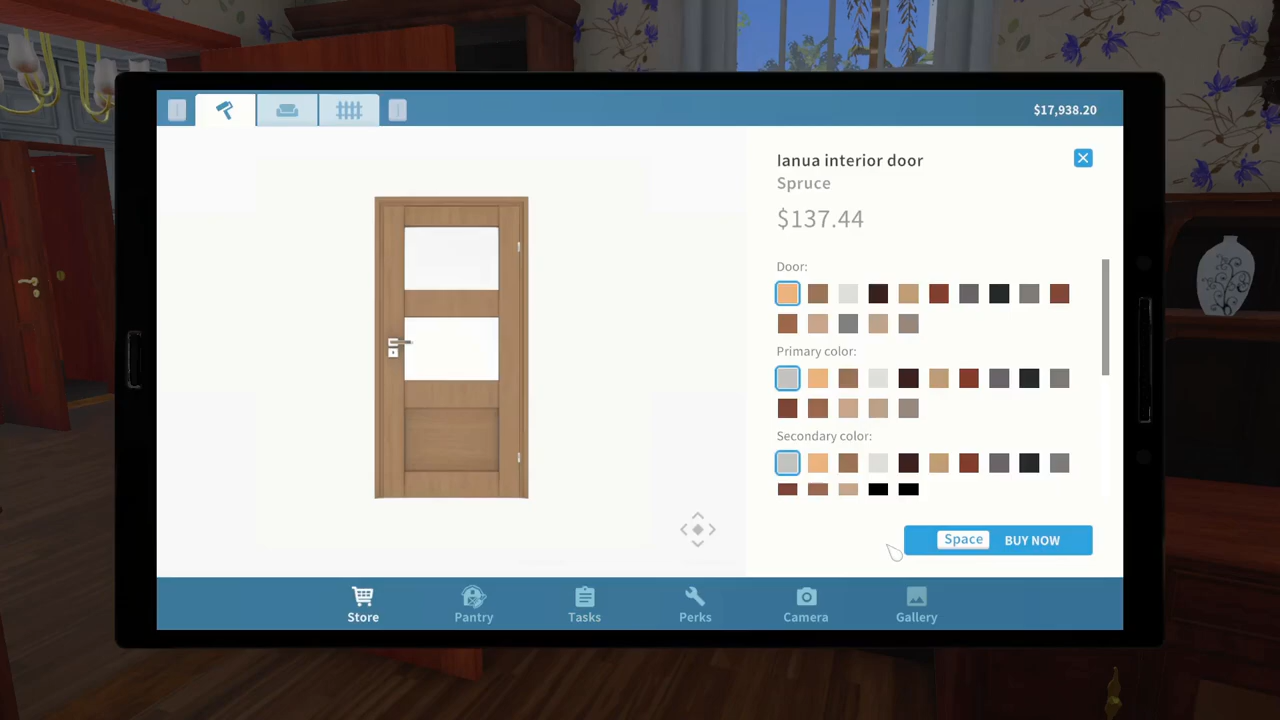 $17,938.20
Ianua interior door
Spruce
$137.44
Door:
Primary color:
Secondary color:
Space BUY NOW
Store Pantry Tasks Perks Camera Gallery